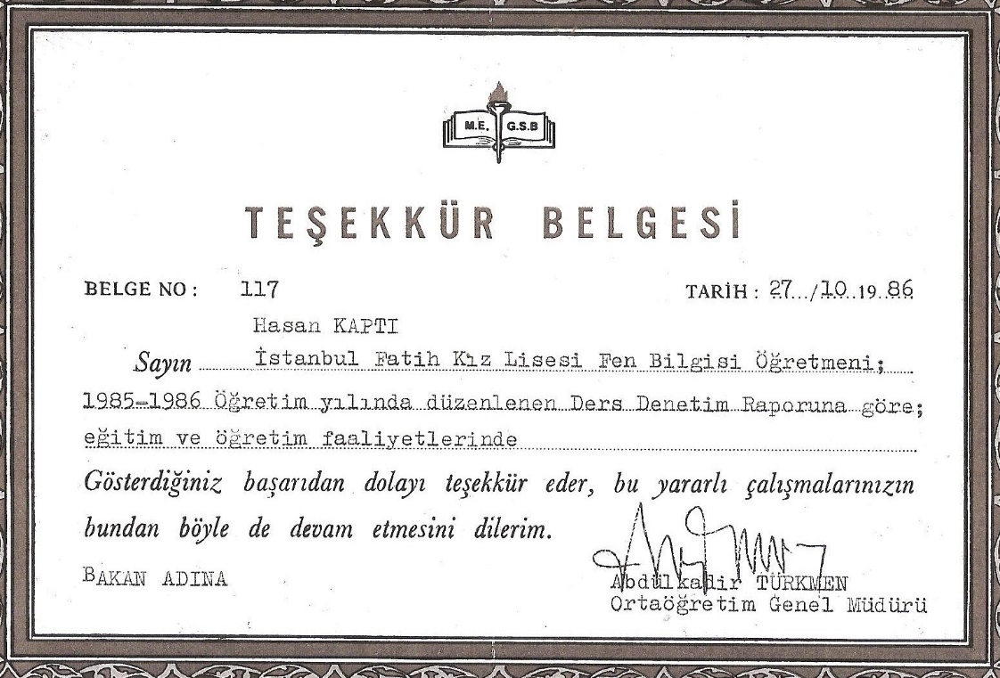 M.E. G.S.B
TEŞEKKÜR BELGESİ
BELGE NO : 117 TARİH : 27.../10..19..86
Hasan KAPTI
Sayın İstanbul Fatih Kız Lisesi Fen Bilgisi Öğretmeni;
1985-1986 Öğretim yılında düzenlenen Ders Denetim Raporuna göre;
eğitim ve öğretim faaliyetlerinde
Gösterdiğiniz başarıdan dolayı teşekkür eder, bu yararlı çalışmalarınızın
bundan böyle de devam etmesini dilerim.
BAKAN ADINA
Abdülkadir TÜRKMEN
Ortaöğretim Genel Müdürü